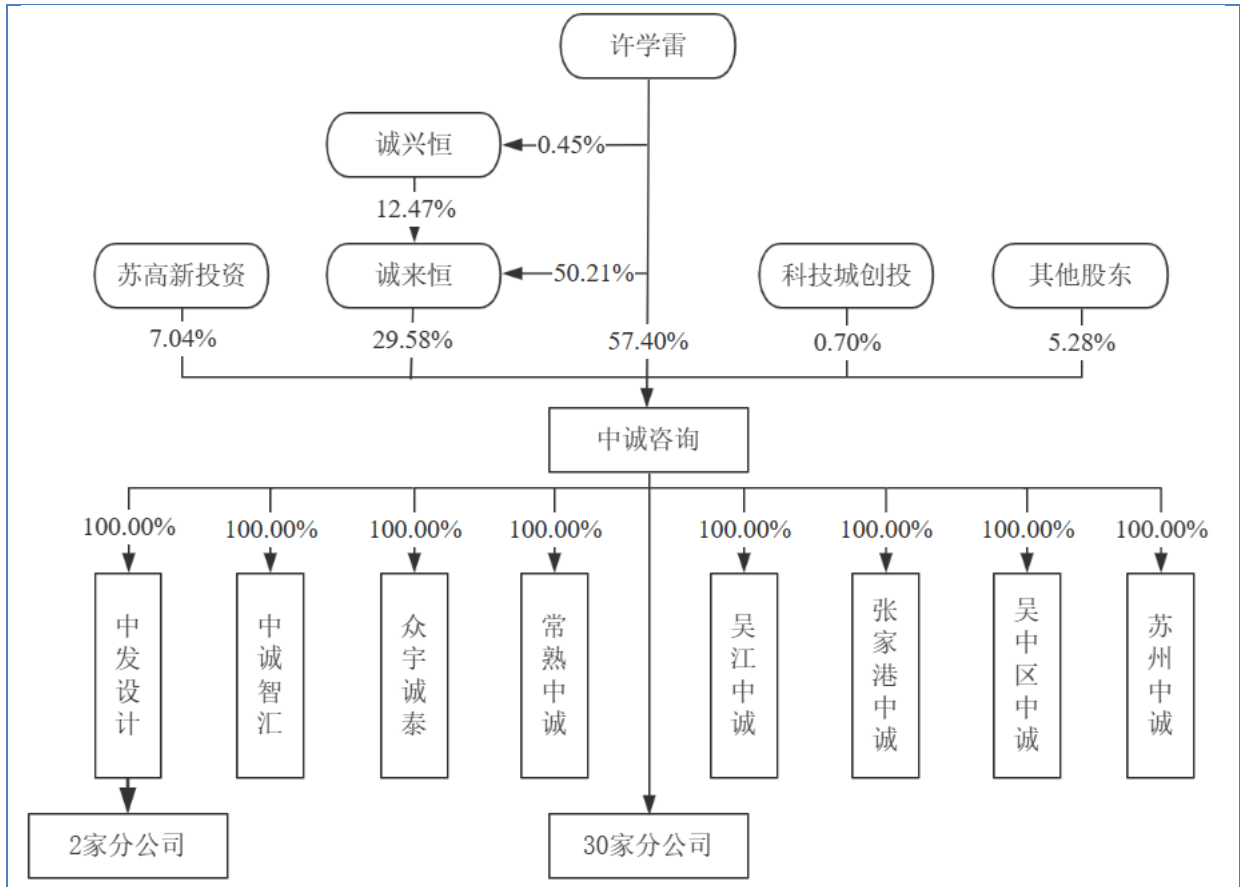 许学雷
诚兴恒
0.45%
12.47%
苏高新投资
诚来恒
50.21%
科技城创投
其他股东
7.04%
29.58%
57.40%
0.70%
5.28%
中诚咨询
100.00%
100.00%
100.00%
100.00%
100.00%
100.00%
100.00%
100.00%
中发设计
中诚智汇
众宇诚泰
常熟中诚
吴江中诚
张家港中诚
吴中区中诚
苏州中诚
2家分公司
30家分公司